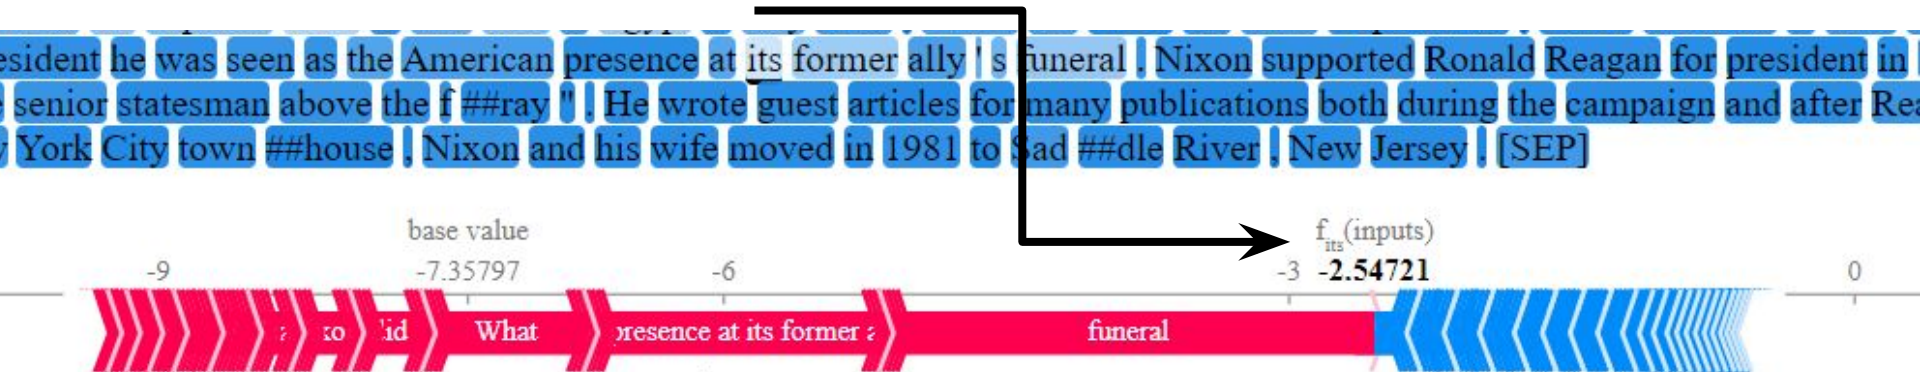 esident he was seen as the American presence at its former ally ' s funeral . Nixon supported Ronald Reagan for president in
senior statesman above the f ##ray " . He wrote guest articles for many publications both during the campaign and after Rea
York City town ##house , Nixon and his wife moved in 1981 to Sad ##dle River , New Jersey . [SEP]
base value
f its (inputs)
-9 -7.35797 -6 -3 -2.54721 0
xo id What presence at its former a funeral